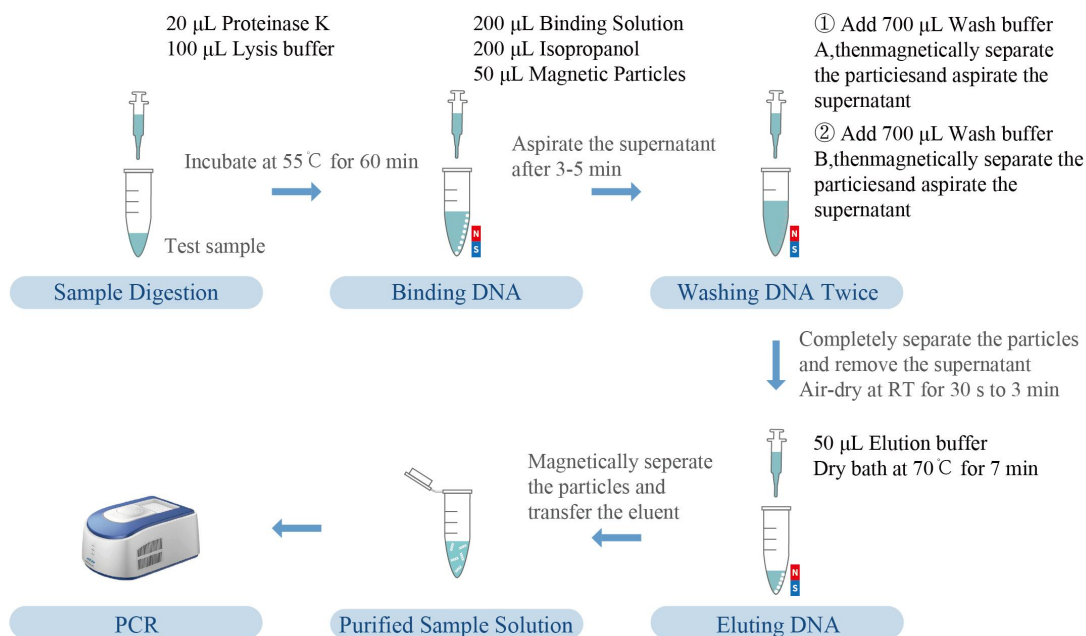 20 μL Proteinase K
100 μL Lysis buffer
200 μL Binding Solution
200 μL Isopropanol
50 μL Magnetic Particles
① Add 700 μL Wash buffer
A,thenmagnetically separate
the particiesand aspirate the
supernatant
② Add 700 μL Wash buffer
B,thenmagnetically separate the
particiesand aspirate the
supernatant
Incubate at 55℃ for 60 min
Aspirate the supernatant
after 3-5 min
Test sample
N
S
N
S
Sample Digestion
Binding DNA
Washing DNA Twice
Completely separate the particles
and remove the supernatant
Air-dry at RT for 30 s to 3 min
50 μL Elution buffer
Dry bath at 70℃ for 7 min
Magnetically seperate
the particles and
transfer the eluent
N
S
PCR
Purified Sample Solution
Eluting DNA